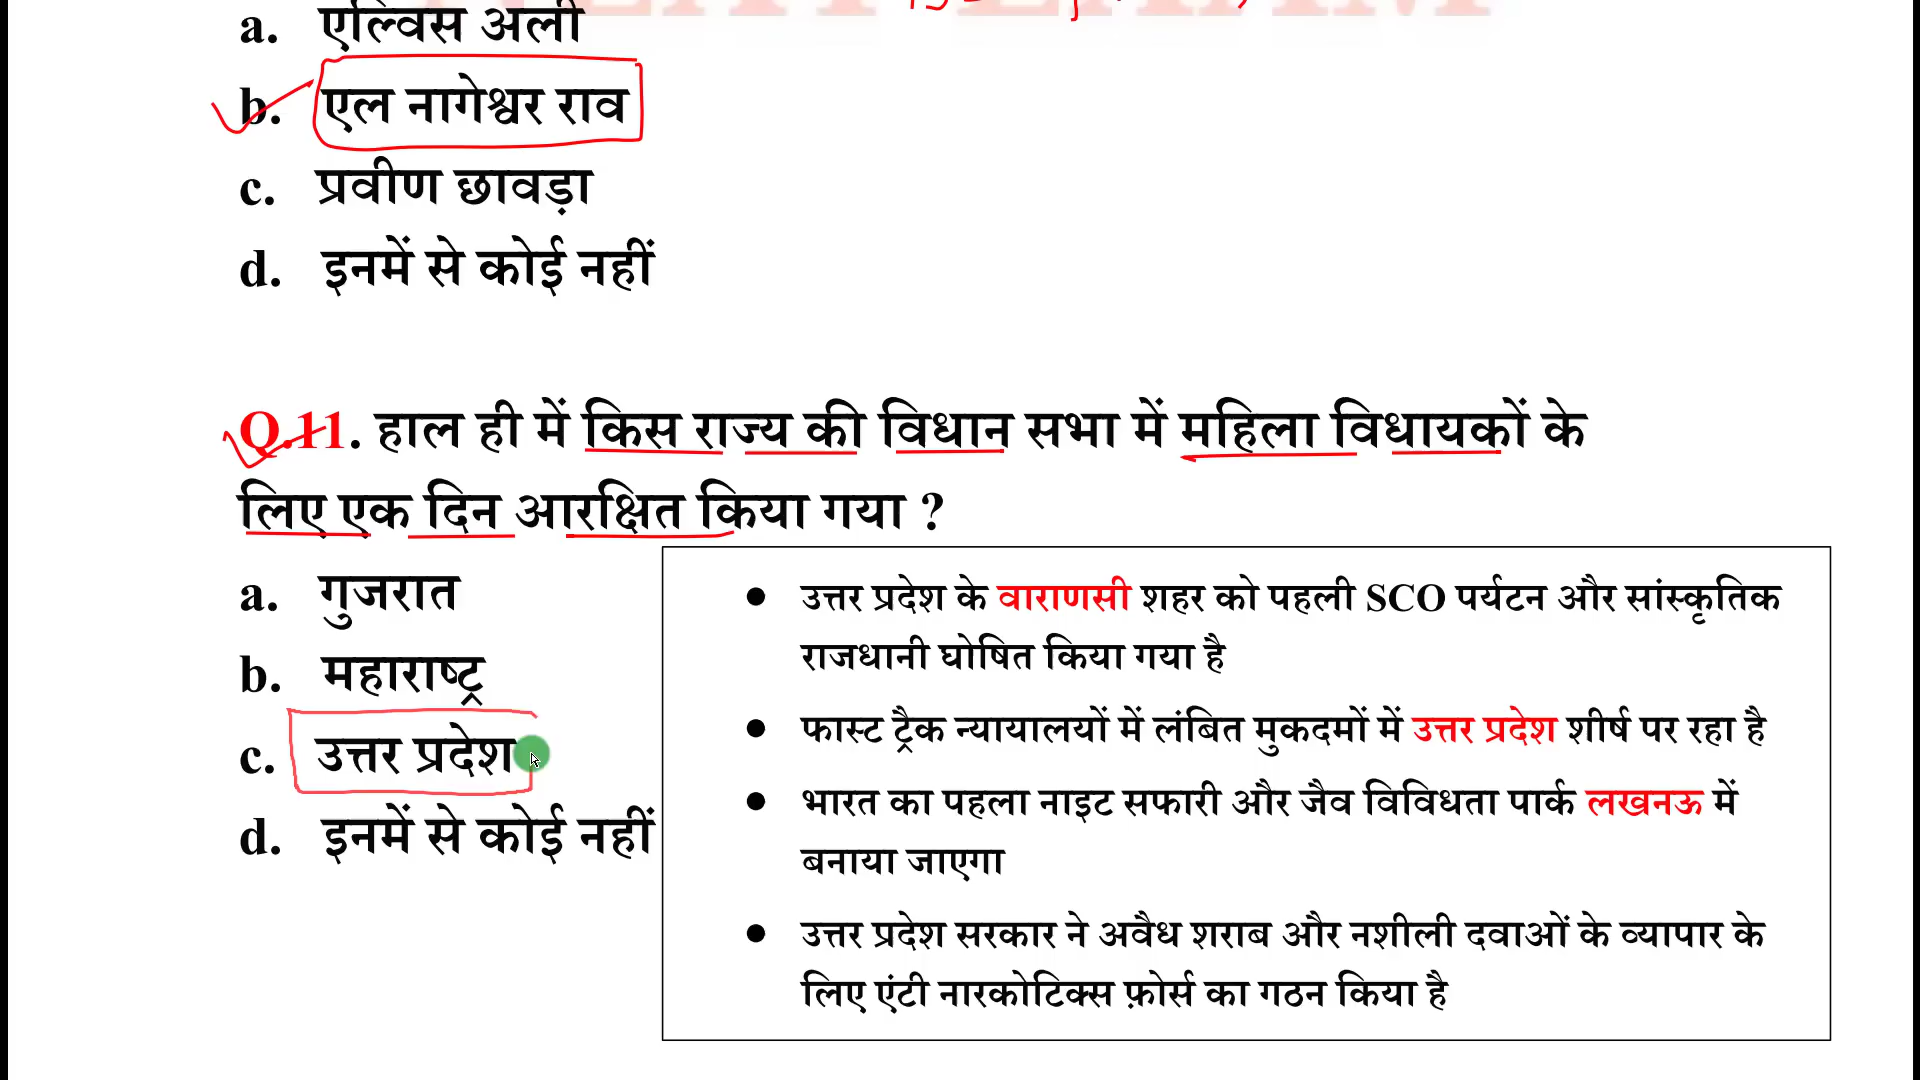 a. एल्विस अली
b. एल नागेश्वर राव
c. प्रवीण छावड़ा
d. इनमें से कोई नहीं
Q.11. हाल ही में किस राज्य की विधान सभा में महिला विधायकों के
लिए एक दिन आरक्षित किया गया ?
a. गुजरात
b. महाराष्ट्र
c. उत्तर प्रदेश
d. इनमें से कोई नहीं
● उत्तर प्रदेश के वाराणसी शहर को पहली SCO पर्यटन और सांस्कृतिक
राजधानी घोषित किया गया है
● फास्ट ट्रैक न्यायालयों में लंबित मुकदमों में उत्तर प्रदेश शीर्ष पर रहा है
● भारत का पहला नाइट सफारी और जैव विविधता पार्क लखनऊ में
बनाया जाएगा
● उत्तर प्रदेश सरकार ने अवैध शराब और नशीली दवाओं के व्यापार के
लिए एंटी नारकोटिक्स फ़ोर्स का गठन किया है